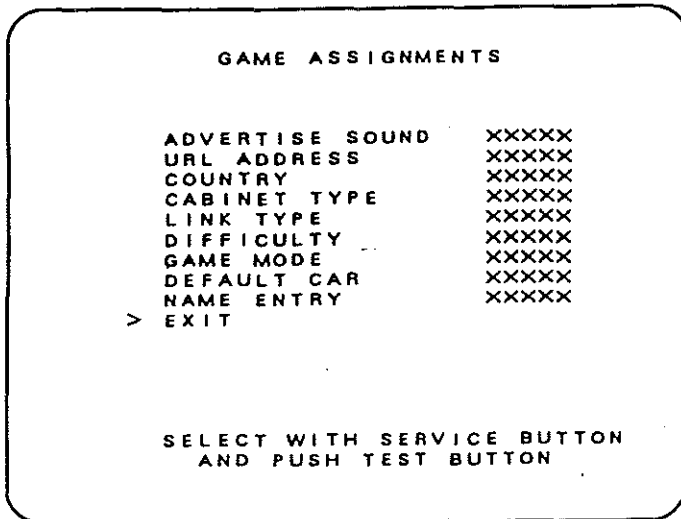 GAME ASSIGNMENTS
ADVERTISE SOUND XXXXX
URL ADDRESS XXXXX
COUNTRY XXXXX
CABINET TYPE XXXXX
LINK TYPE XXXXX
DIFFICULTY XXXXX
GAME MODE XXXXX
DEFAULT CAR XXXXX
NAME ENTRY XXXXX
> EXIT
SELECT WITH SERVICE BUTTON
AND PUSH TEST BUTTON